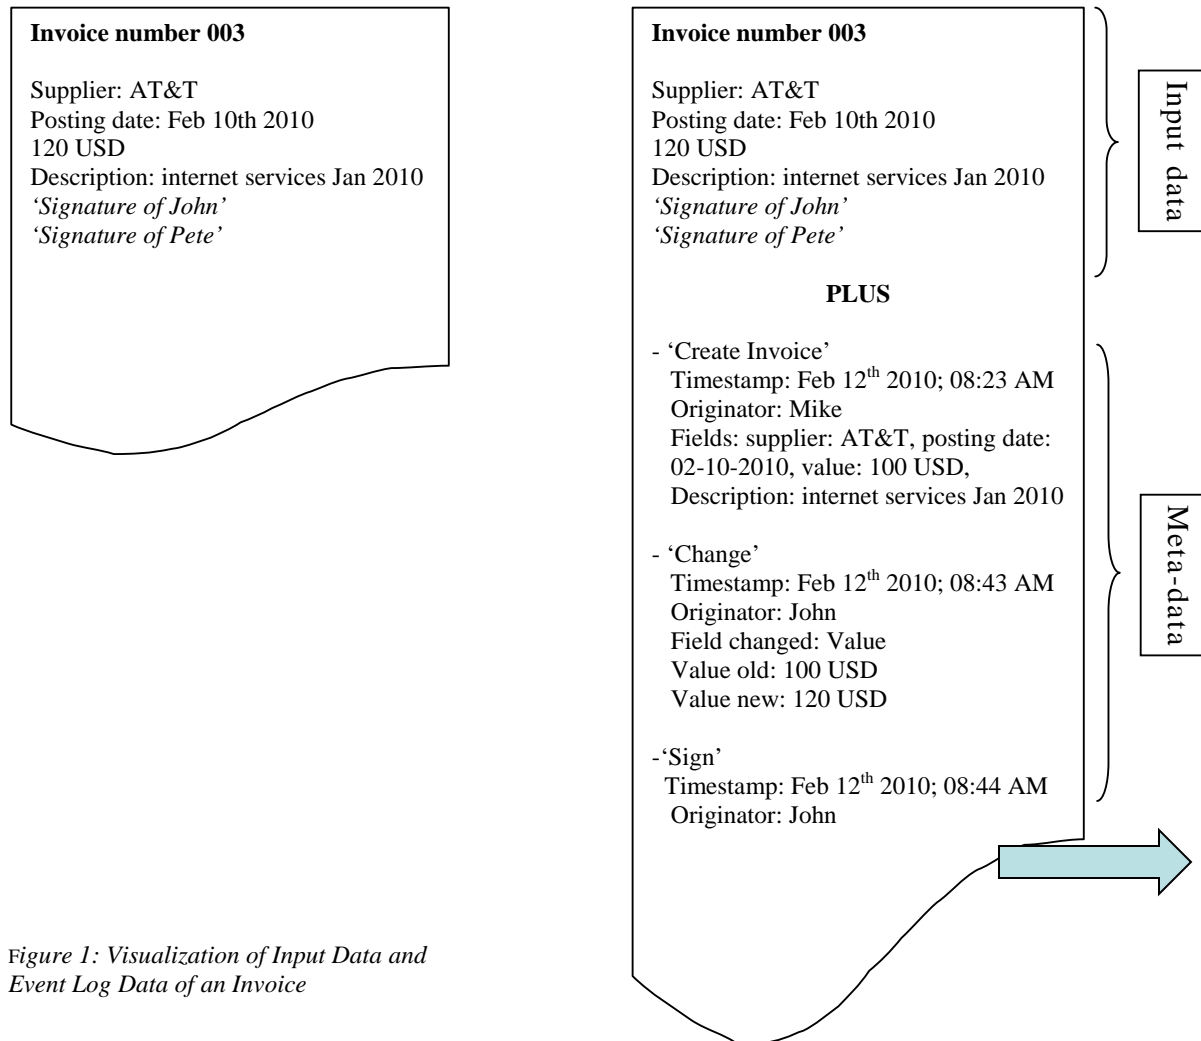 Invoice number 003
Supplier: AT&T
Posting date: Feb 10th 2010
120 USD
Description: internet services Jan 2010
‘Signature of John’
‘Signature of Pete’
Invoice number 003
Supplier: AT&T
Posting date: Feb 10th 2010
120 USD
Description: internet services Jan 2010
‘Signature of John’
‘Signature of Pete’
PLUS
- ‘Create Invoice’
Timestamp: Feb 12th 2010; 08:23 AM
Originator: Mike
Fields: supplier: AT&T, posting date:
02-10-2010, value: 100 USD,
Description: internet services Jan 2010
- ‘Change’
Timestamp: Feb 12th 2010; 08:43 AM
Originator: John
Field changed: Value
Value old: 100 USD
Value new: 120 USD
-‘Sign’
Timestamp: Feb 12th 2010; 08:44 AM
Originator: John
Input data
Meta-data
Figure 1: Visualization of Input Data and
Event Log Data of an Invoice